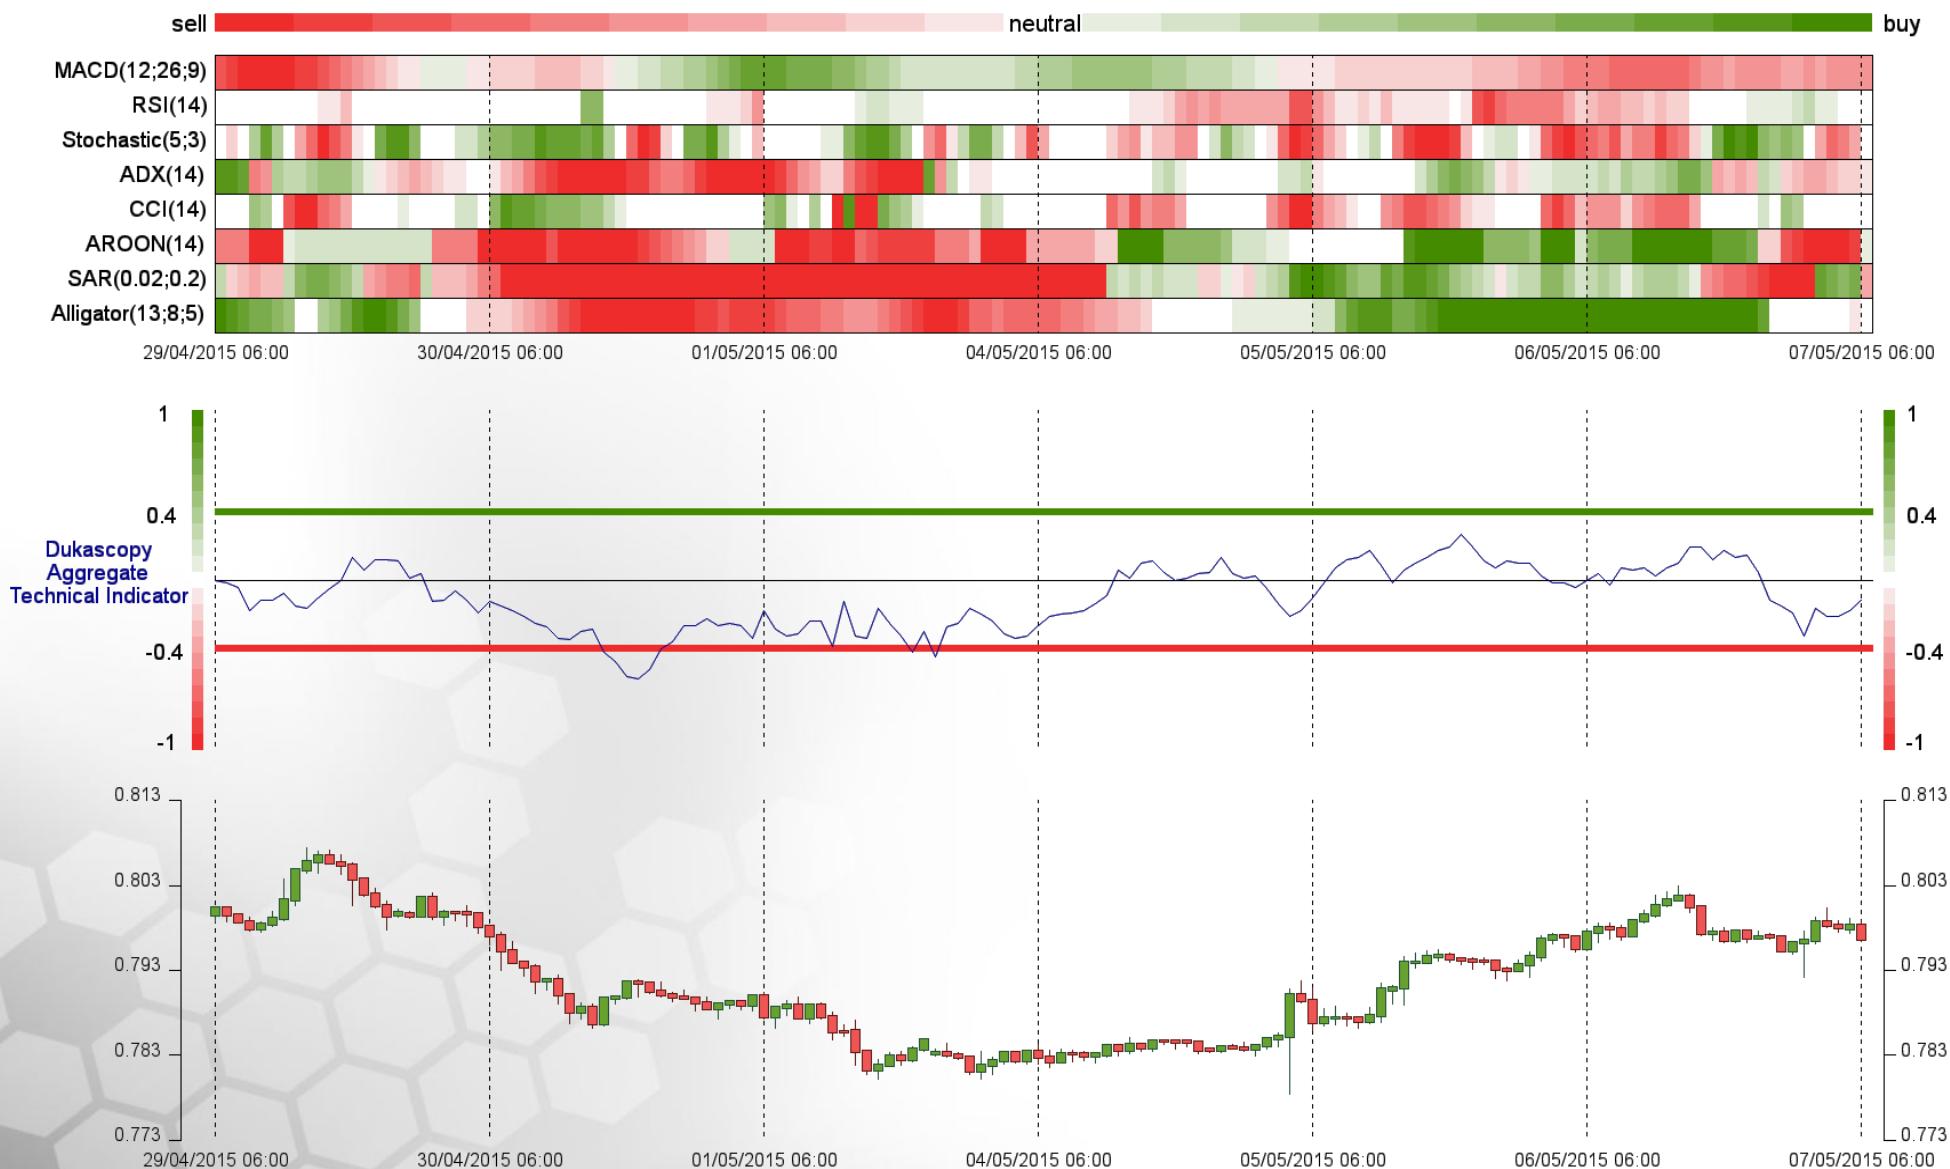 sell neutral buy
MACD(12;26;9)
RSI(14)
Stochastic(5;3)
ADX(14)
CCI(14)
AROON(14)
SAR(0.02;0.2)
Alligator(13;8;5)
29/04/2015 06:00 30/04/2015 06:00 01/05/2015 06:00 04/05/2015 06:00 05/05/2015 06:00 06/05/2015 06:00 07/05/2015 06:00
1 1
0.4 0.4
Dukascopy
Aggregate
Technical Indicator
-0.4 -0.4
-1 -1
0.813 0.813
0.803 0.803
0.793 0.793
0.783 0.783
0.773 0.773
29/04/2015 06:00 30/04/2015 06:00 01/05/2015 06:00 04/05/2015 06:00 05/05/2015 06:00 06/05/2015 06:00 07/05/2015 06:00